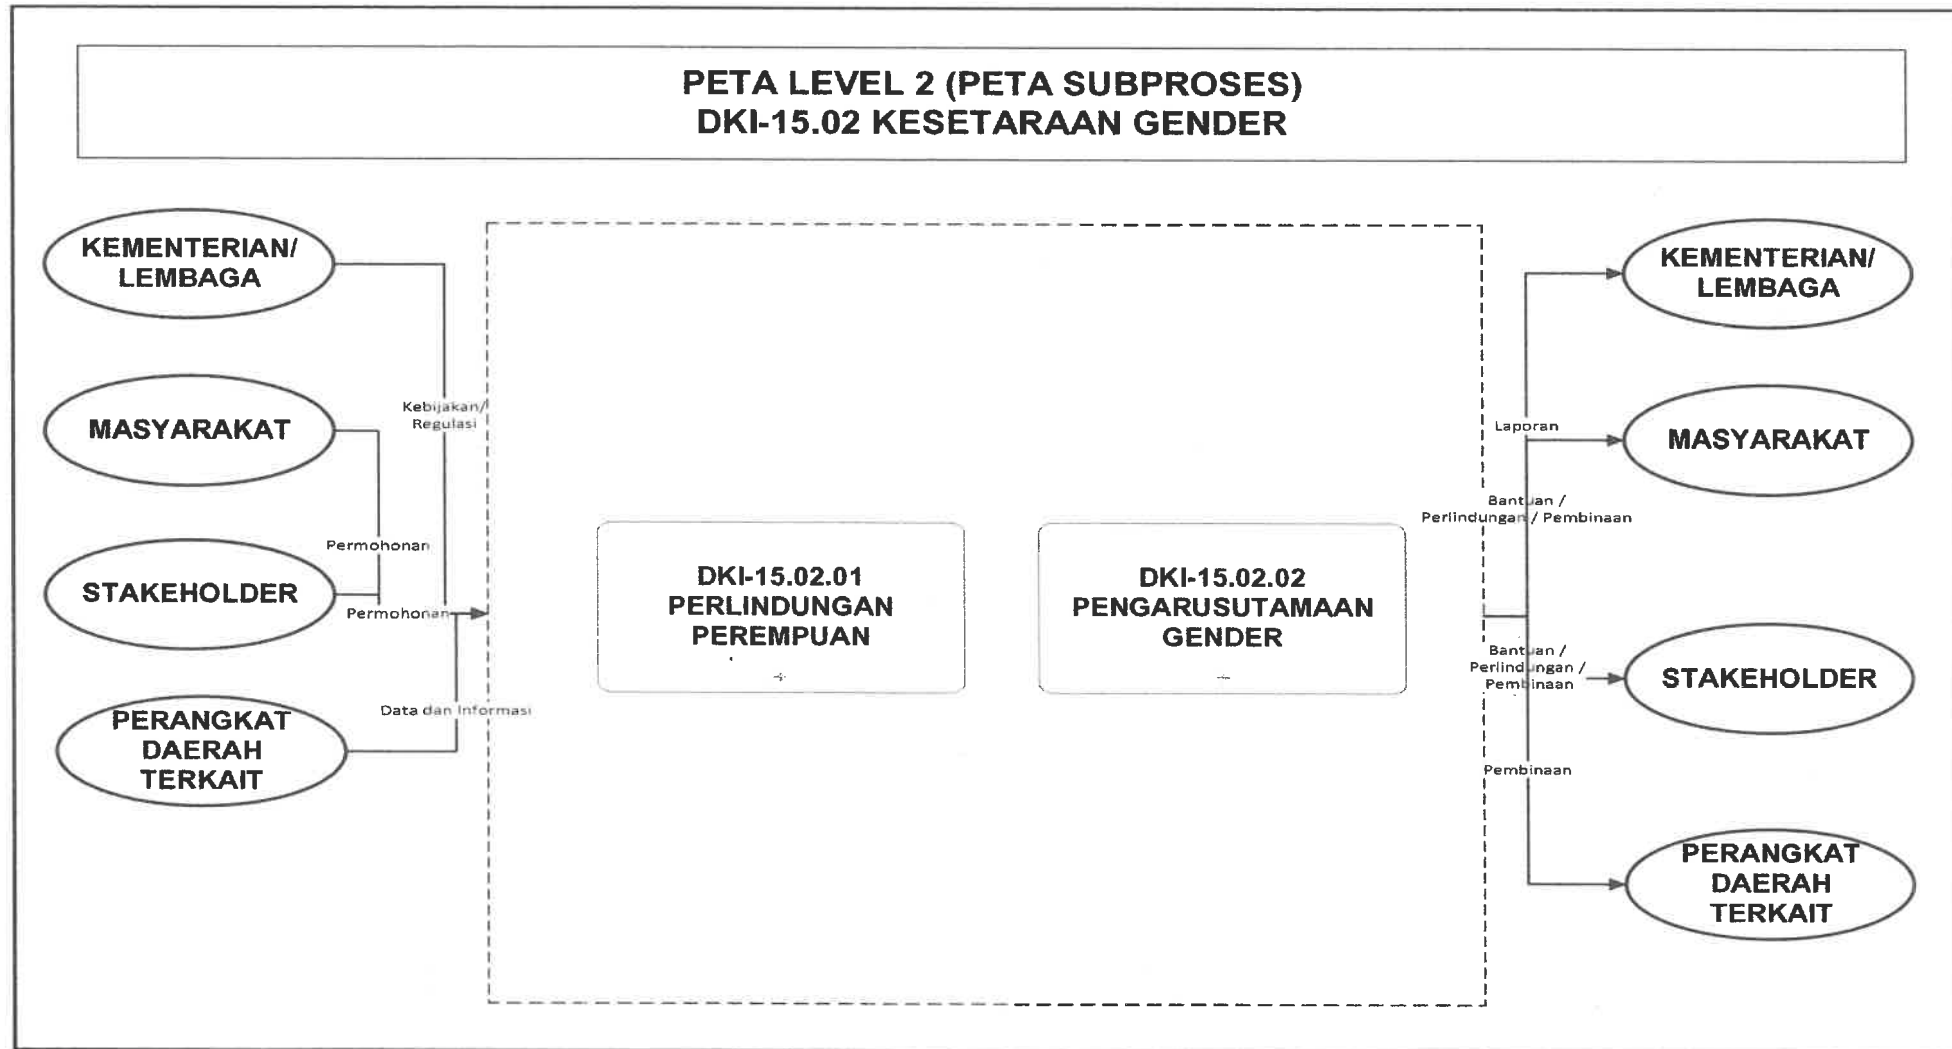 PETA LEVEL 2 (PETA SUBPROSES)
DKI-15.02 KESETARAAN GENDER
KEMENTERIAN/
LEMBAGA
MASYARAKAT
STAKEHOLDER
PERANGKAT
DAERAH
TERKAIT
Kebijakan/
Regulasi
Permohonan
Permohonan
Data dan Informasi
DKI-15.02.01
PERLINDUNGAN
PEREMPUAN
DKI-15.02.02
PENGARUSUTAMAAN
GENDER
Laporan
Bantuan /
Perlindungan / Pembinaan
Bantuan /
Perlindungan /
Pembinaan
Pembinaan
KEMENTERIAN/
LEMBAGA
MASYARAKAT
STAKEHOLDER
PERANGKAT
DAERAH
TERKAIT